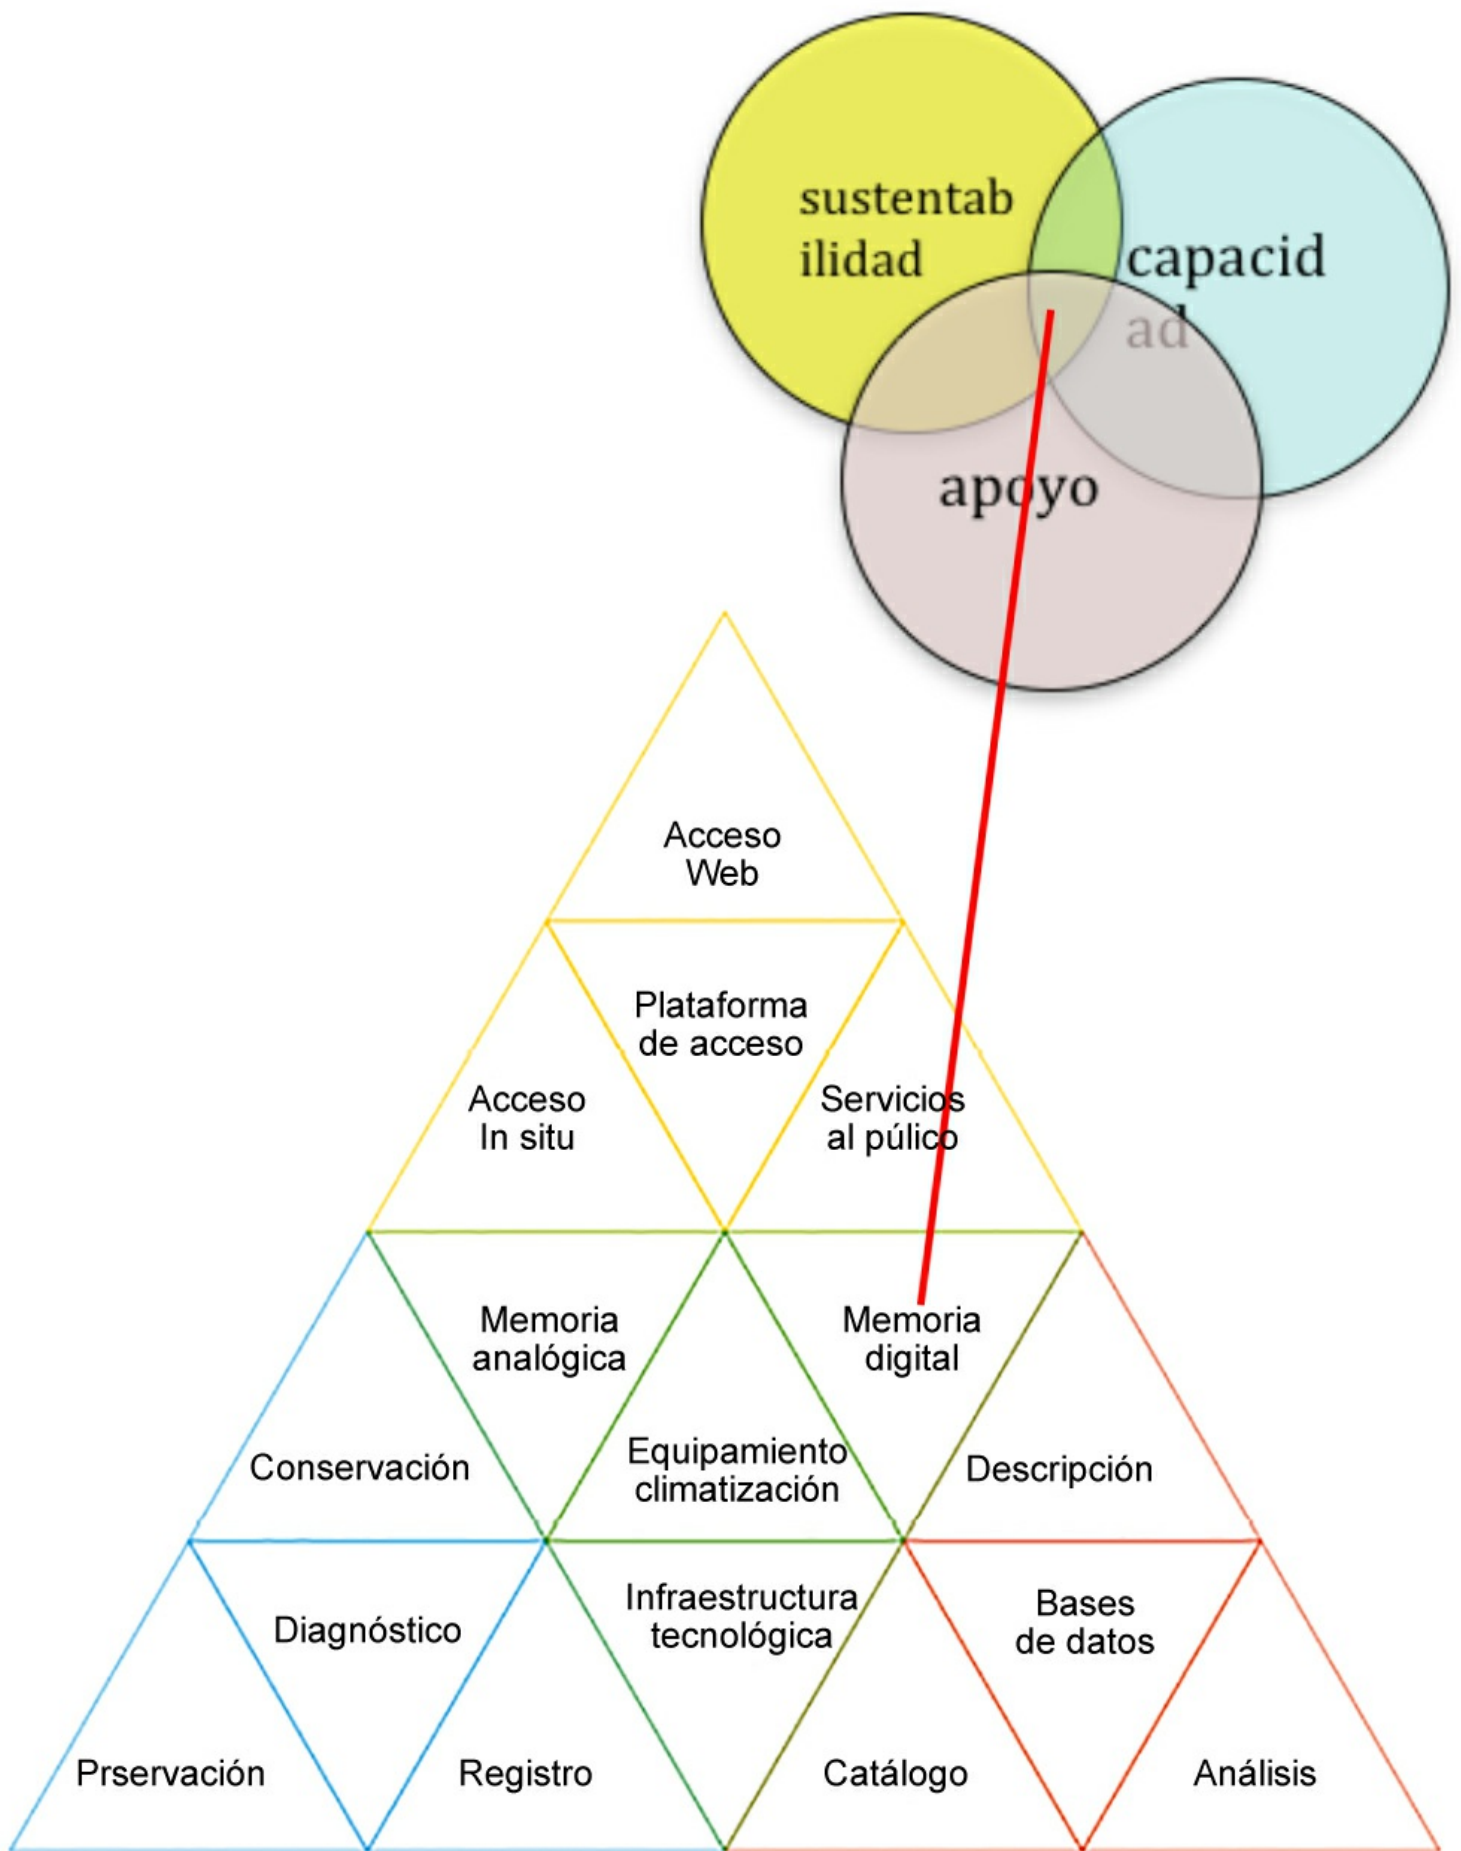 sustentab
ilidad
capacid
ad
apoyo
Acceso
Web
Plataforma
de acceso
Acceso
In situ
Servicios
al púlico
Memoria
analógica
Memoria
digital
Conservación
Equipamiento
climatización
Descripción
Diagnóstico
Infraestructura
tecnológica
Bases
de datos
Prservación
Registro
Catálogo
Análisis